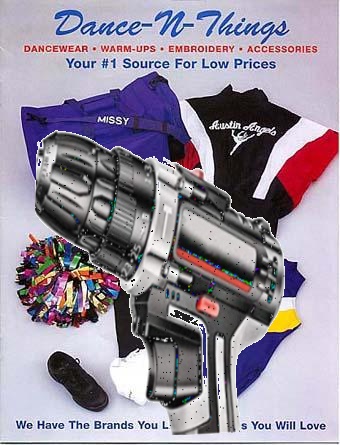 Dance-N-Things
DANCEWEAR • WARM-UPS • EMBROIDERY • ACCESSORIES
Your #1 Source For Low Prices
MISSY
Austin Angels
We Have The Brands You L s You Will Love